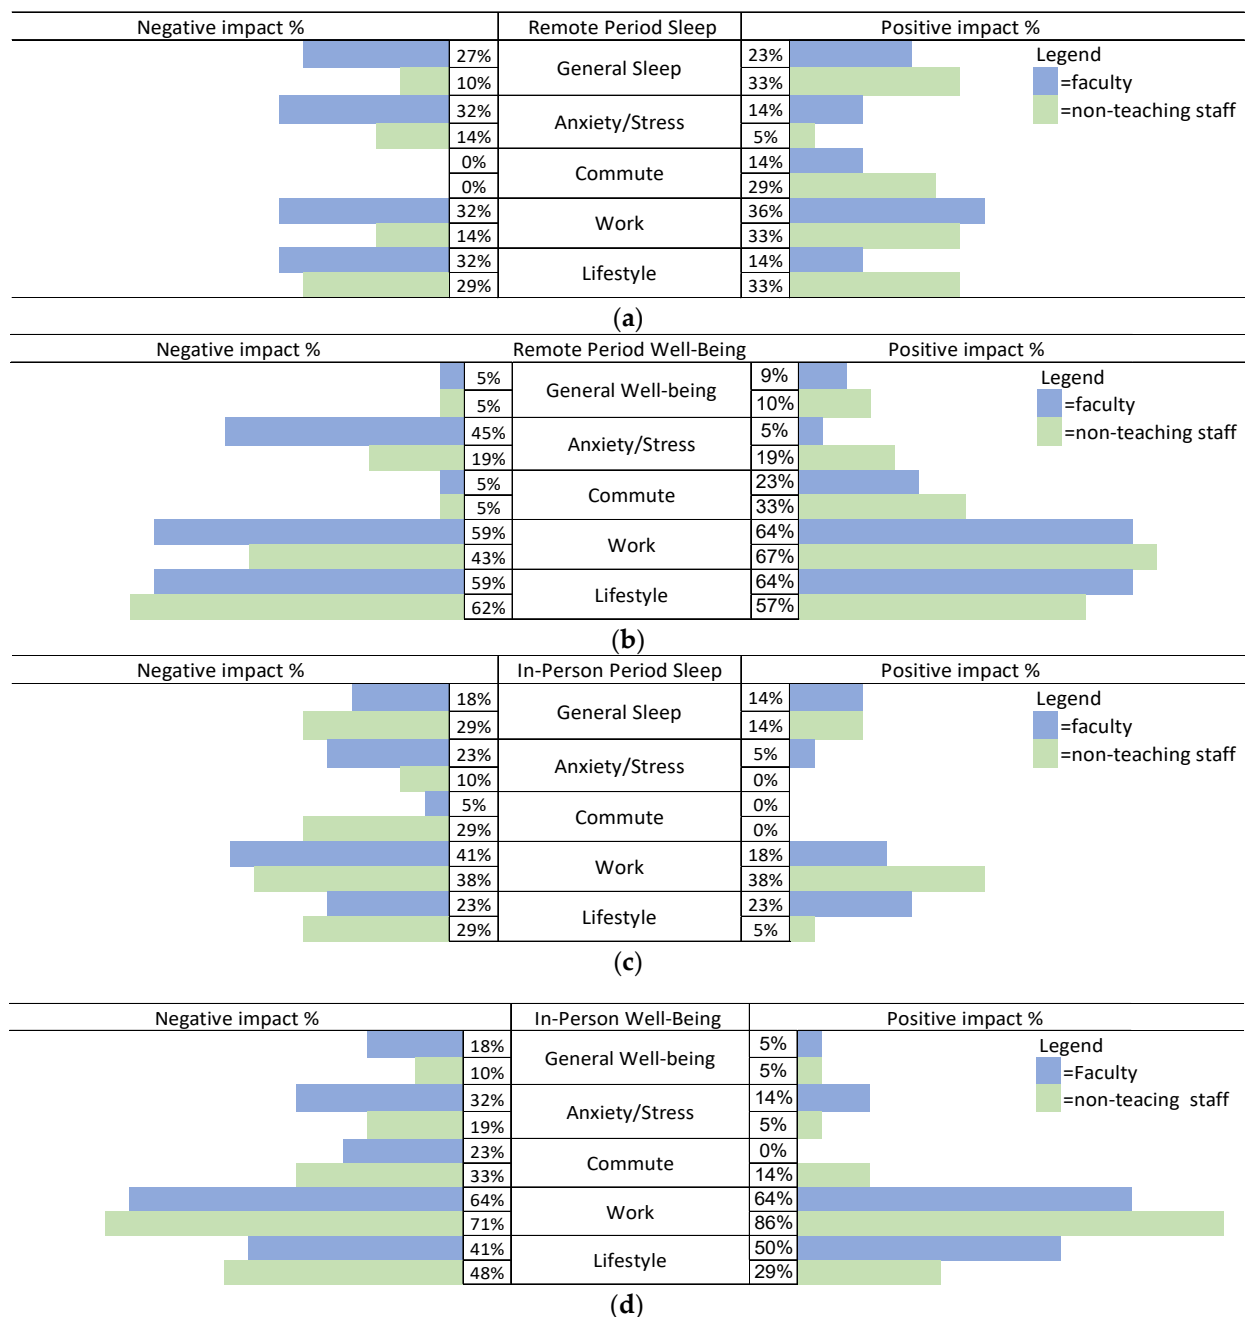 Negative impact % Remote Period Sleep Positive impact %
27% General Sleep 23% Legend
10% 33% =faculty
32% Anxiety/Stress 14% =non-teaching staff
14% 5%
0% Commute 14%
0% 29%
32% Work 36%
14% 33%
32% Lifestyle 14%
29% 33%
(a)
Negative impact % Remote Period Well-Being Positive impact %
5% General Well-being 9% Legend
5% 10% =faculty
45% Anxiety/Stress 5% =non-teaching staff
19% 19%
5% Commute 23%
5% 33%
59% Work 64%
43% 67%
59% Lifestyle 64%
62% 57%
(b)
Negative impact % In-Person Period Sleep Positive impact %
18% General Sleep 14% Legend
29% 14% =faculty
23% Anxiety/Stress 5% =non-teaching staff
10% 0%
5% Commute 0%
29% 0%
41% Work 18%
38% 38%
23% Lifestyle 23%
29% 5%
(c)
Negative impact % In-Person Well-Being Positive impact %
18% General Well-being 5% Legend
10% 5% =Faculty
32% Anxiety/Stress 14% =non-teacing staff
19% 5%
23% Commute 0%
33% 14%
64% Work 64%
71% 86%
41% Lifestyle 50%
48% 29%
(d)